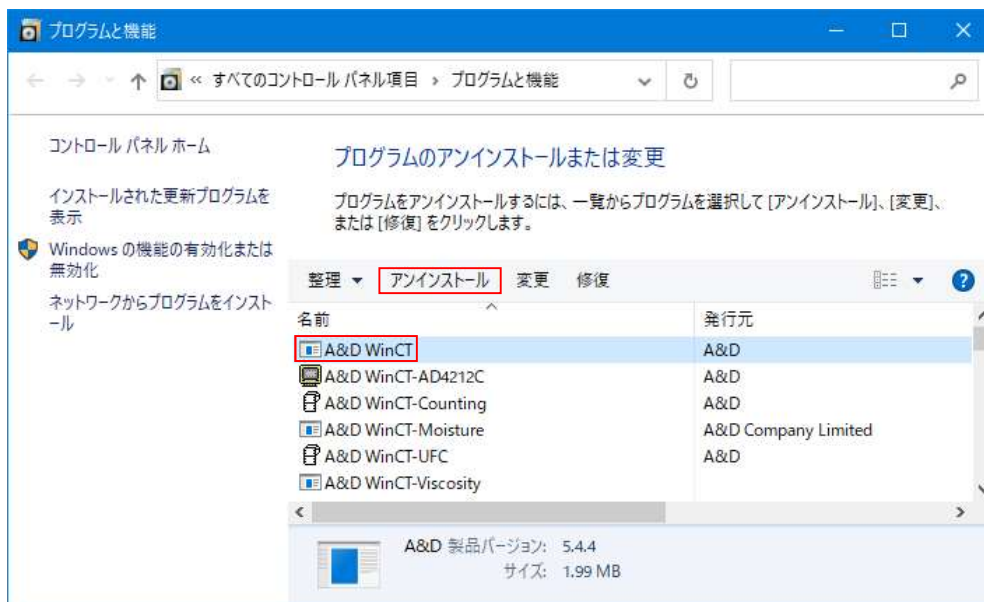 プログラムと機能
« すべてのコントロール パネル項目 › プログラムと機能
コントロール パネル ホーム
インストールされた更新プログラムを
表示
Windows の機能の有効化または
無効化
ネットワークからプログラムをインスト
ール
プログラムのアンインストールまたは変更
プログラムをアンインストールするには、一覧からプログラムを選択して [アンインストール]、[変更]、
または [修復] をクリックします。
整理 アンインストール 変更 修復
名前 発行元
A&D WinCT A&D
A&D WinCT-AD4212C A&D
A&D WinCT-Counting A&D
A&D WinCT-Moisture A&D Company Limited
A&D WinCT-UFC A&D
A&D WinCT-Viscosity
A&D 製品バージョン: 5.4.4
サイズ: 1.99 MB